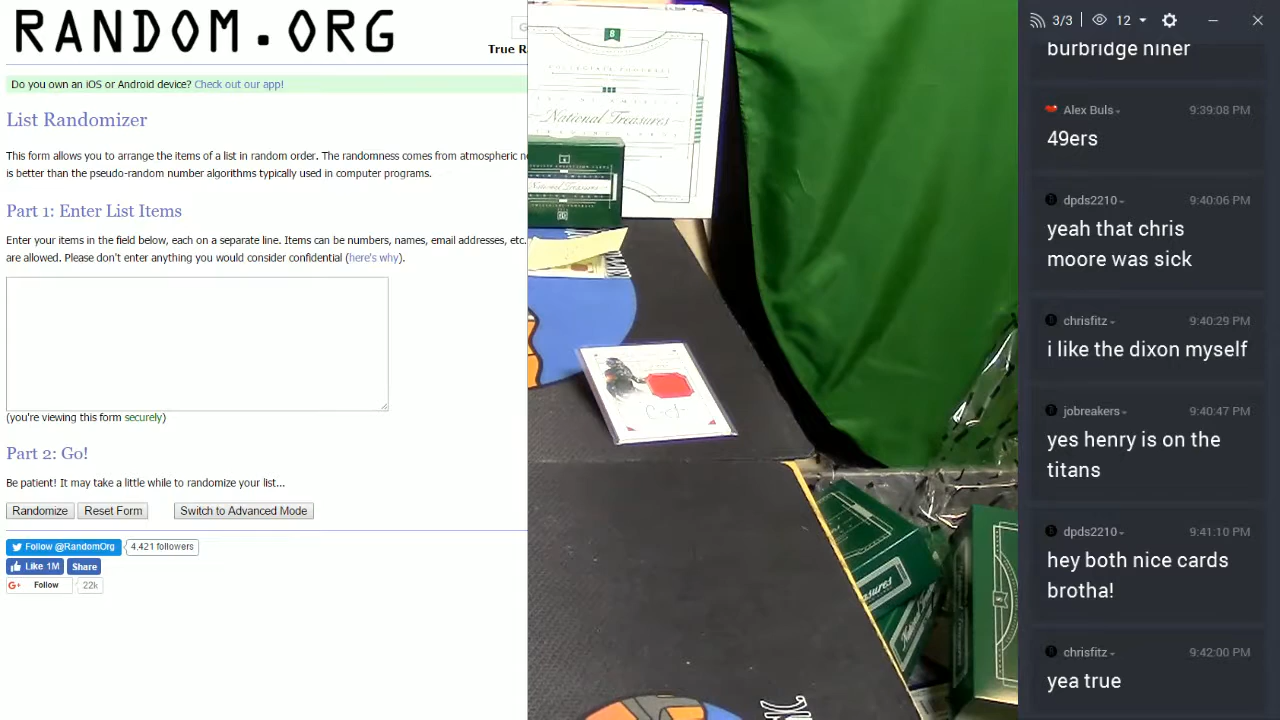 RANDOM.ORG
True R
Do you own an iOS or Android device? Check out our app!
List Randomizer
This form allows you to arrange the items of a list in random order. The randomness comes from atmospheric
is better than the pseudo-random number algorithms typically used in computer programs.
Part 1: Enter List Items
Enter your items in the field below, each on a separate line. Items can be numbers, names, email addresses, etc.
are allowed. Please don't enter anything you would consider confidential (here's why).
(you're viewing this form securely)
Part 2: Go!
Be patient! It may take a little while to randomize your list...
Randomize Reset Form Switch to Advanced Mode
Follow @RandomOrg 4,421 followers
Like 1M Share
G+ Follow 22k
8
National Treasures
National Treasures
3/3 12
burbridge niner
Alex Buls 9:39:08 PM
49ers
dpds2210 9:40:06 PM
yeah that chris
moore was sick
chrisfitz 9:40:29 PM
i like the dixon myself
jobreakers 9:40:47 PM
yes henry is on the
titans
dpds2210 9:41:10 PM
hey both nice cards
brotha!
chrisfitz 9:42:00 PM
yea true